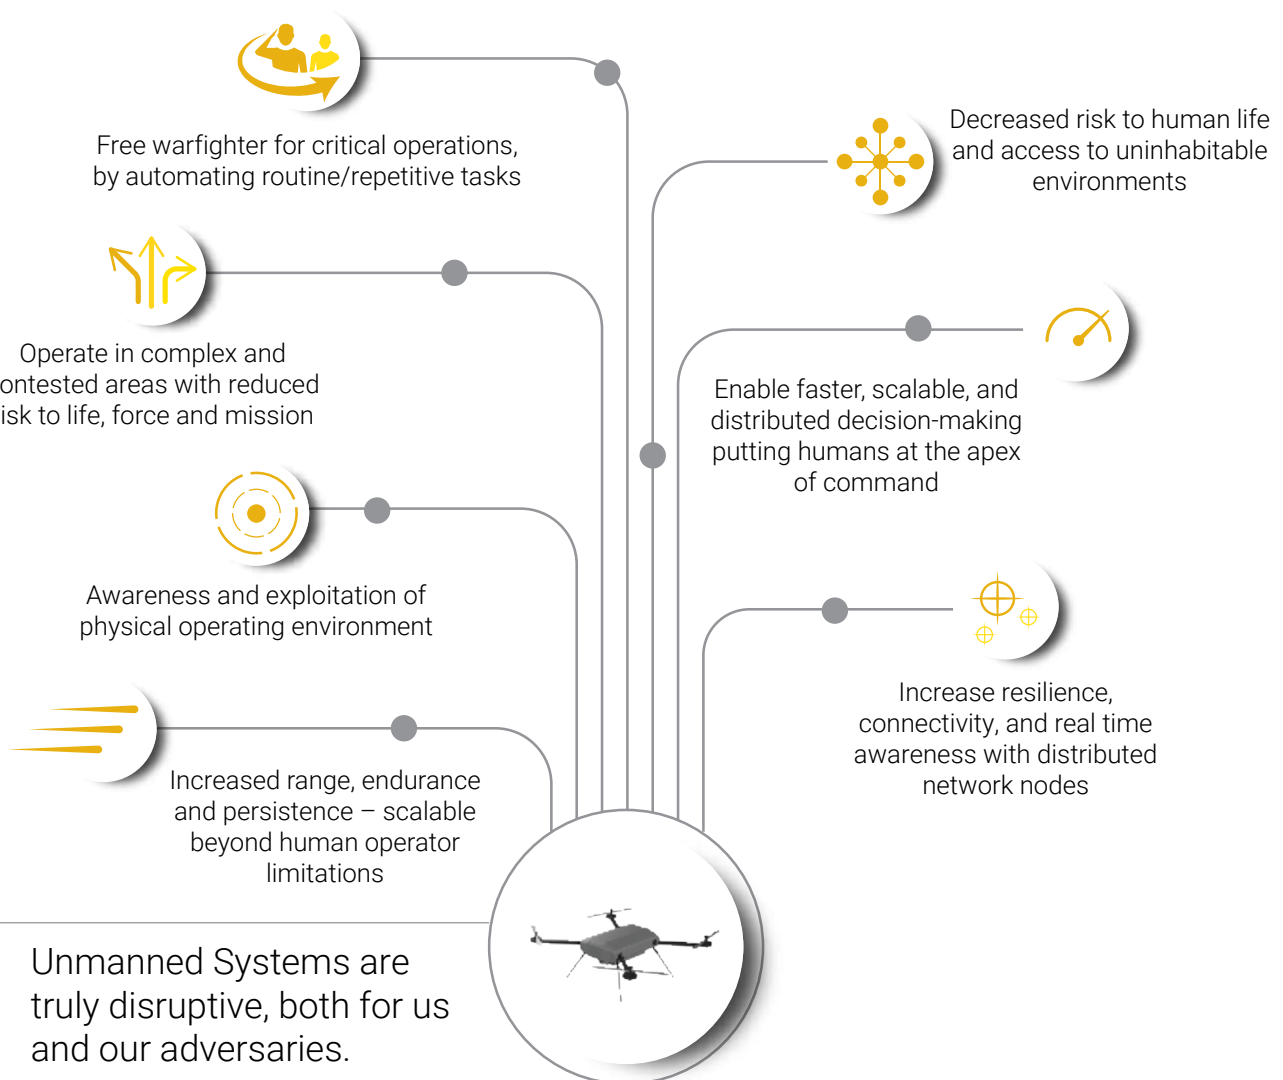 Free warfighter for critical operations,
by automating routine/repetitive tasks
Decreased risk to human life
and access to uninhabitable
environments
Operate in complex and
ontested areas with reduced
isk to life, force and mission
Enable faster, scalable, and
distributed decision-making
putting humans at the apex
of command
Awareness and exploitation of
physical operating environment
Increase resilience,
connectivity, and real time
awareness with distributed
network nodes
Increased range, endurance
and persistence – scalable
beyond human operator
limitations
Unmanned Systems are
truly disruptive, both for us
and our adversaries.